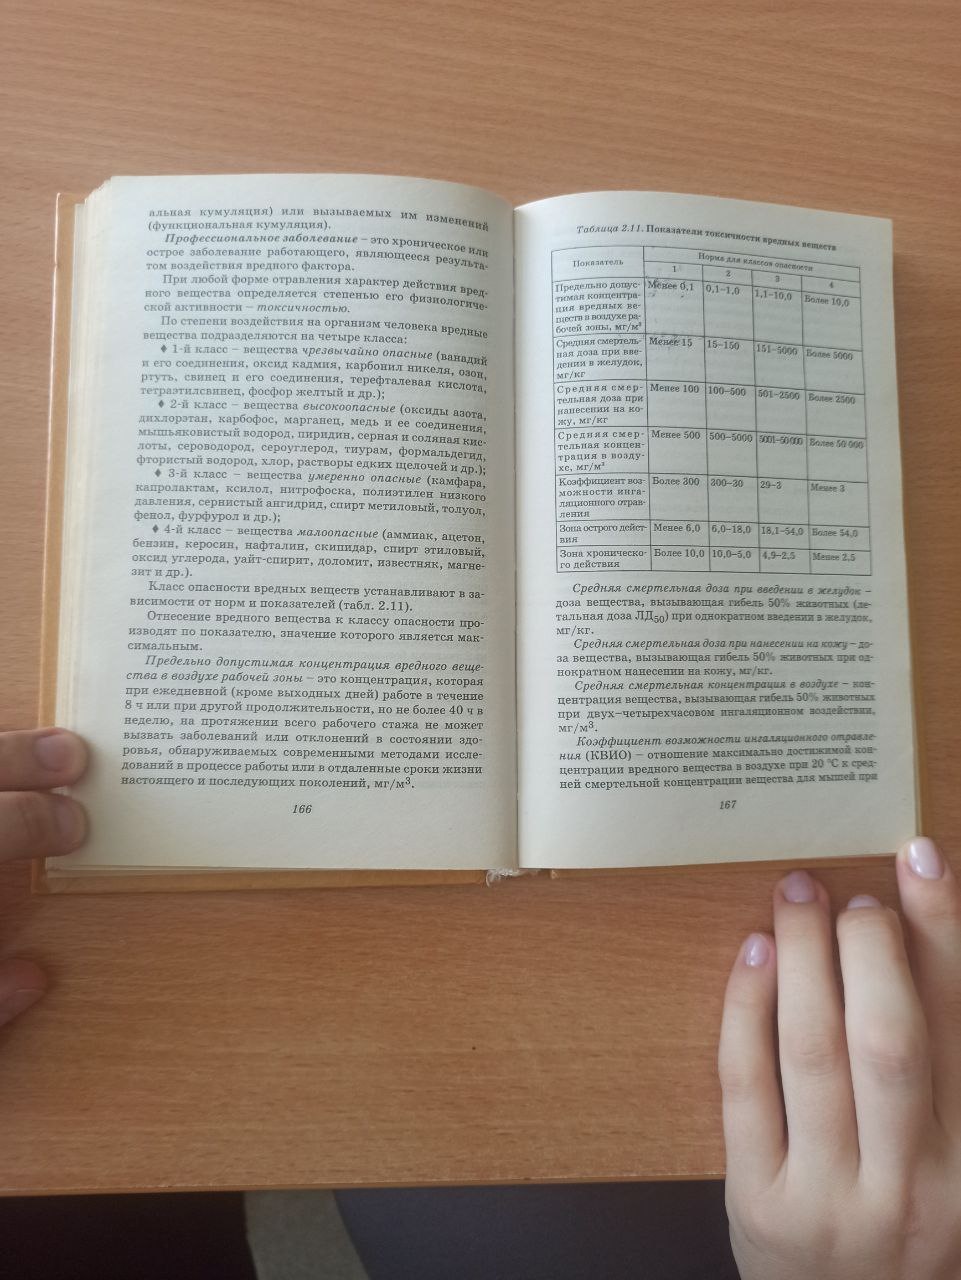 альная кумуляция) или вызываемых им изменений
(функциональная кумуляция).
Профессиональное заболевание – это хроническое или
острое заболевание работающего, являющееся результа-
том воздействия вредного фактора.
При любой форме отравления характер действия вред-
ного вещества определяется степенью его физиологиче-
ской активности – токсичностью.
По степени воздействия на организм человека вредные
вещества подразделяются на четыре класса:
♦ 1-й класс – вещества чрезвычайно опасные (ванадий
и его соединения, оксид кадмия, карбонил никеля, озон,
ртуть, свинец и его соединения, терефталевая кислота,
тетраэтилсвинец, фосфор желтый и др.);
♦ 2-й класс – вещества высокоопасные (оксиды азота,
дихлорэтан, карбофос, марганец, медь и ее соединения,
мышьяковистый водород, пиридин, серная и соляная кис-
лоты, сероводород, сероуглерод, тиурам, формальдегид,
фтористый водород, хлор, растворы едких щелочей и др.);
♦ 3-й класс – вещества умеренно опасные (камфара,
капролактам, ксилол, нитрофоска, полиэтилен низкого
давления, сернистый ангидрид, спирт метиловый, толуол,
фенол, фурфурол и др.);
♦ 4-й класс – вещества малоопасные (аммиак, ацетон,
бензин, керосин, нафталин, скипидар, спирт этиловый,
оксид углерода, уайт-спирит, доломит, известняк, магне-
зит и др.).
Класс опасности вредных веществ устанавливают в за-
висимости от норм и показателей (табл. 2.11).
Отнесение вредного вещества к классу опасности про-
изводят по показателю, значение которого является мак-
симальным.
Предельно допустимая концентрация вредного веще-
ства в воздухе рабочей зоны – это концентрация, которая
при ежедневной (кроме выходных дней) работе в течение
8 ч или при другой продолжительности, но не более 40 ч в
неделю, на протяжении всего рабочего стажа не может
вызвать заболеваний или отклонений в состоянии здо-
ровья, обнаруживаемых современными методами иссле-
дований в процессе работы или в отдаленные сроки жизни
настоящего и последующих поколений, мг/м³.
166
Таблица 2.11. Показатели токсичности вредных веществ
Показатель
Норма для классов опасности
1 2 3 4
Предельно допус- Менее 0,1 0,1–1,0 1,1–10,0 Более 10,0
тимая концентра-
ция вредных ве-
ществ в воздухе ра-
бочей зоны, мг/м³
Средняя смертель- Менее 15 15–150 151–5000 Более 5000
ная доза при вве-
дении в желудок,
мг/кг
Средняя смер- Менее 100 100–500 501–2500 Более 2500
тельная доза при
нанесении на ко-
жу, мг/кг
Средняя смер- Менее 500 500–5000 5001–50 000 Более 50 000
тельная концен-
трация в возду-
хе, мг/м³
Коэффициент воз- Более 300 300–30 29–3 Менее 3
можности инга-
ляционного отрав-
ления
Зона острого дейст- Менее 6,0 6,0–18,0 18,1–54,0 Более 54,0
вия
Зона хроническо- Более 10,0 10,0–5,0 4,9–2,5 Менее 2,5
го действия
Средняя смертельная доза при введении в желудок –
доза вещества, вызывающая гибель 50% животных (ле-
тальная доза ЛД₅₀) при однократном введении в желудок,
мг/кг.
Средняя смертельная доза при нанесении на кожу – до-
за вещества, вызывающая гибель 50% животных при од-
нократном нанесении на кожу, мг/кг.
Средняя смертельная концентрация в воздухе – кон-
центрация вещества, вызывающая гибель 50% животных
при двух-четырехчасовом ингаляционном воздействии,
мг/м³.
Коэффициент возможности ингаляционного отравле-
ния (КВИО) – отношение максимально достижимой кон-
центрации вредного вещества в воздухе при 20 °С к сред-
ней смертельной концентрации вещества для мышей при
167